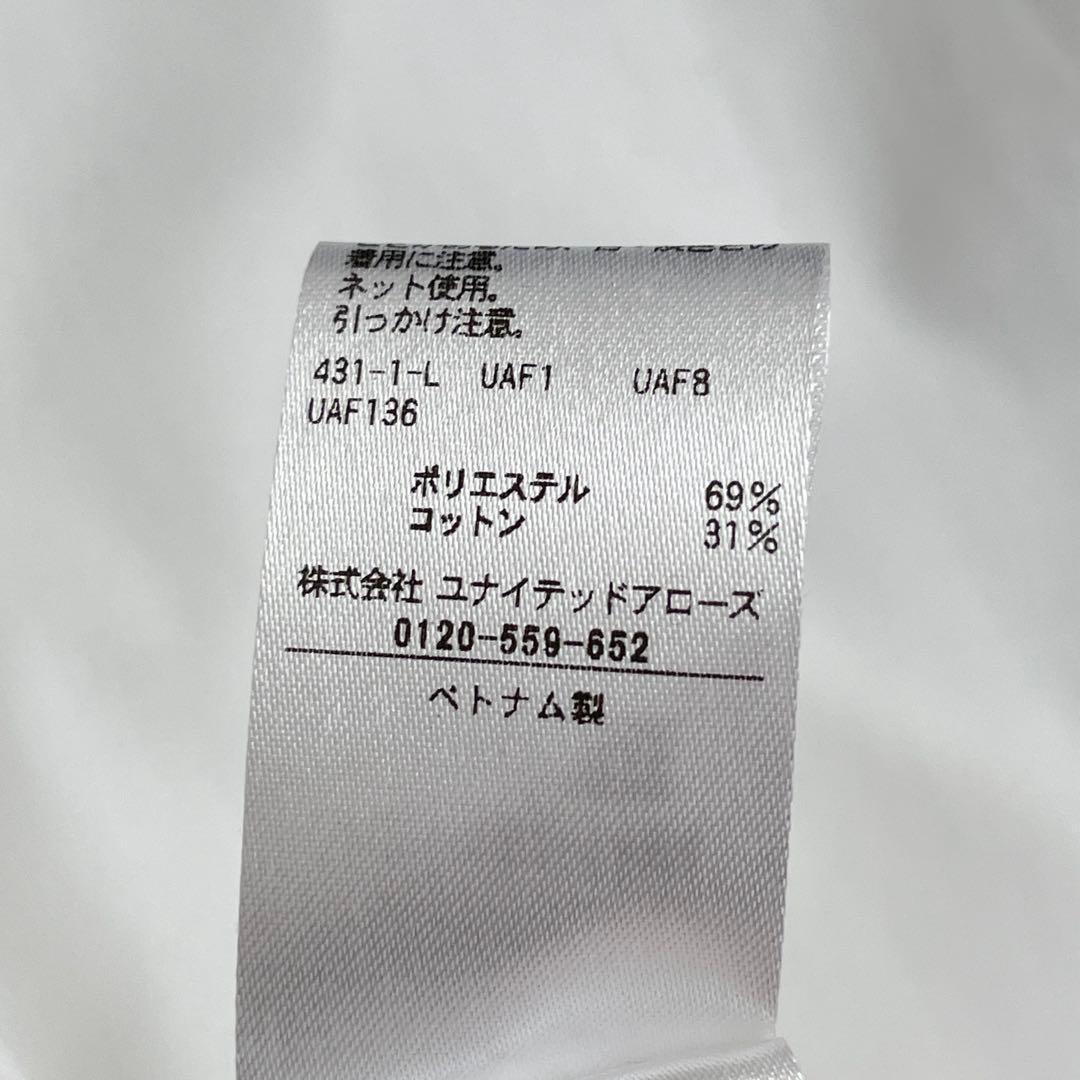 着用に注意。
ネット使用。
引っかけ注意。
431-1-L UAF1 UAF8
UAF136
ポリエステル 69%
コットン 31%
株式会社 ユナイテッドアローズ
0120-559-652
ベトナム製